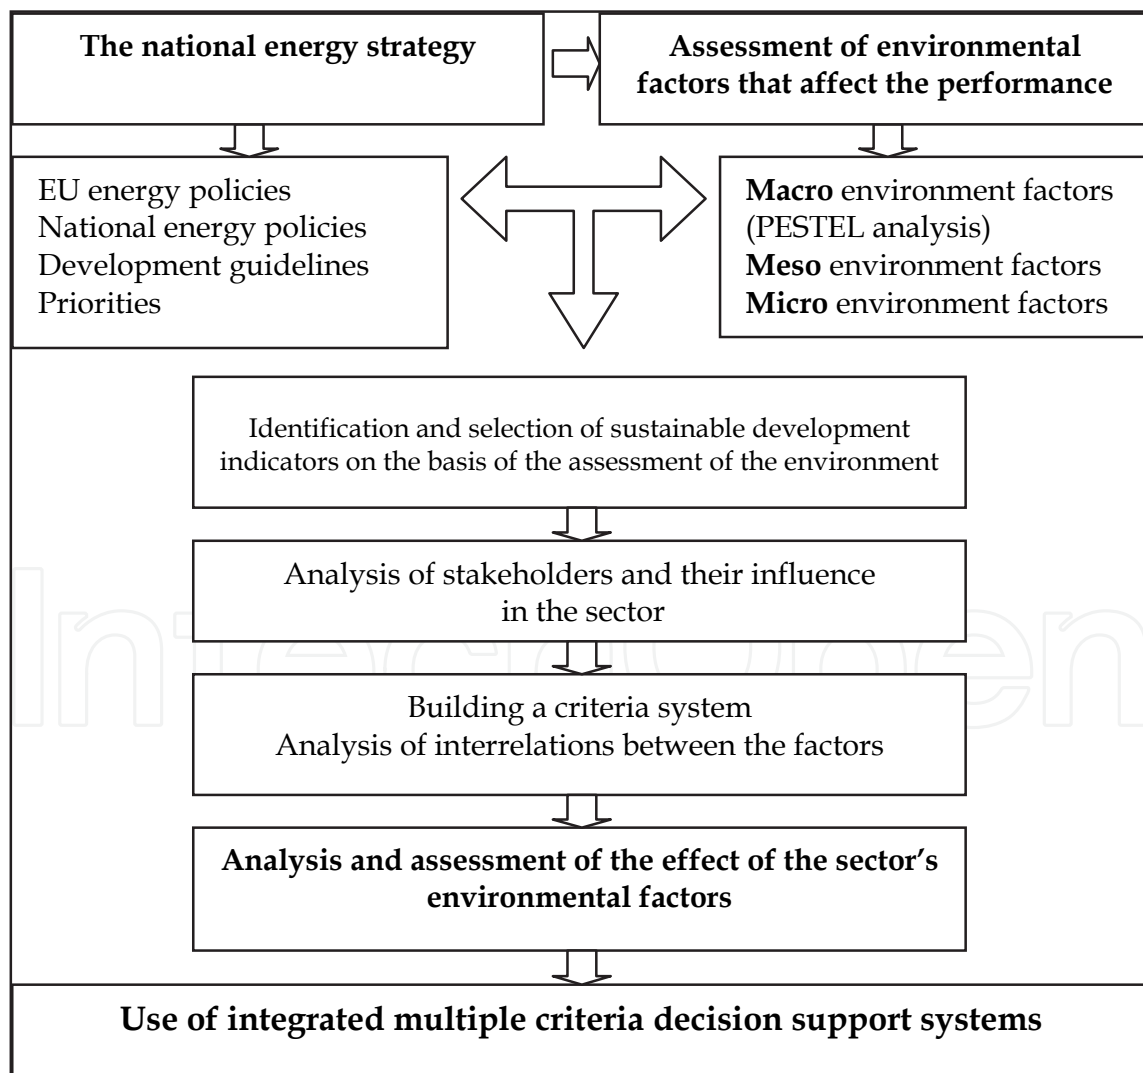 The national energy strategy
Assessment of environmental
factors that affect the performance
EU energy policies
National energy policies
Development guidelines
Priorities
Macro environment factors
(PESTEL analysis)
Meso environment factors
Micro environment factors
Identification and selection of sustainable development
indicators on the basis of the assessment of the environment
Analysis of stakeholders and their influence
in the sector
Building a criteria system
Analysis of interrelations between the factors
Analysis and assessment of the effect of the sector’s
environmental factors
Use of integrated multiple criteria decision support systems